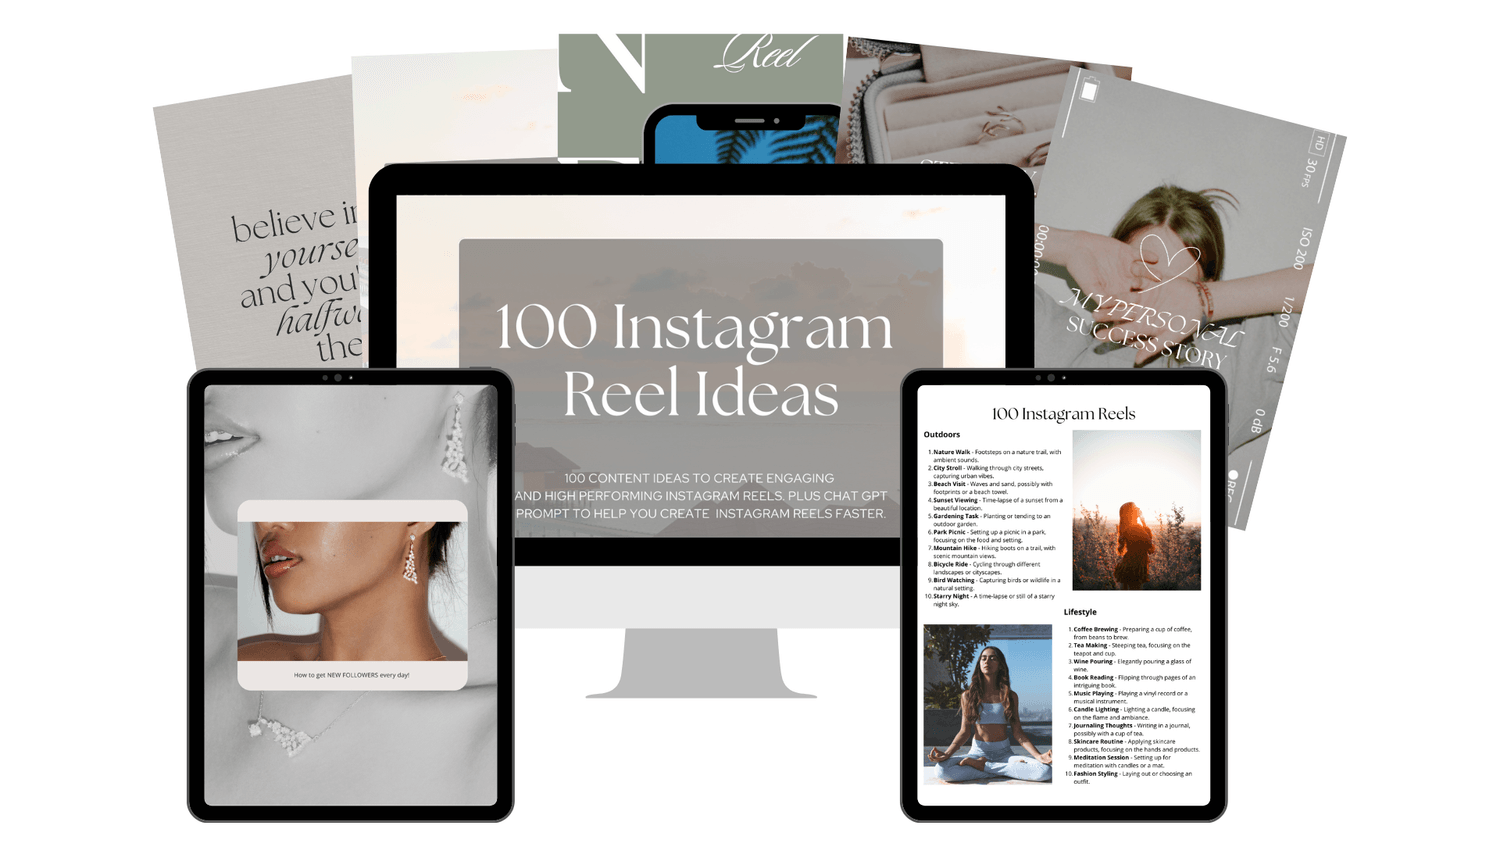 N
Reel
believe in
yourse
and you'
halfwa
the
HD
30 FPS
ISO 200
1/200
F 5.6
0 dB
REC
00:00:0
MY PERSONAL
SUCCESS STORY
100 Instagram
Reel Ideas
100 CONTENT IDEAS TO CREATE ENGAGING
AND HIGH PERFORMING INSTAGRAM REELS. PLUS CHAT GPT
PROMPT TO HELP YOU CREATE INSTAGRAM REELS FASTER.
How to get NEW FOLLOWERS every day!
100 Instagram Reels
Outdoors
1. Nature Walk - Footsteps on a nature trail, with
ambient sounds.
2. City Stroll - Walking through city streets,
capturing urban vibes.
3. Beach Visit - Waves and sand, possibly with
footprints or a beach towel.
4. Sunset Viewing - Time-lapse of a sunset from a
beautiful location.
5. Gardening Task - Planting or tending to an
outdoor garden.
6. Park Picnic - Setting up a picnic in a park,
focusing on the food and setting.
7. Mountain Hike - Hiking boots on a trail, with
scenic mountain views.
8. Bicycle Ride - Cycling through different
landscapes or cityscapes.
9. Bird Watching - Capturing birds or wildlife in a
natural setting.
10. Starry Night - A time-lapse or still of a starry
night sky.
Lifestyle
1. Coffee Brewing - Preparing a cup of coffee,
from beans to brew.
2. Tea Making - Steeping tea, focusing on the
teapot and cup.
3. Wine Pouring - Elegantly pouring a glass of
wine.
4. Book Reading - Flipping through pages of an
intriguing book.
5. Music Playing - Playing a vinyl record or a
musical instrument.
6. Candle Lighting - Lighting a candle, focusing
on the flame and ambiance.
7. Journaling Thoughts - Writing in a journal,
possibly with a cup of tea.
8. Skincare Routine - Applying skincare
products, focusing on the hands and products.
9. Meditation Session - Setting up for
meditation with candles or a mat.
10. Fashion Styling - Laying out or choosing an
outfit.